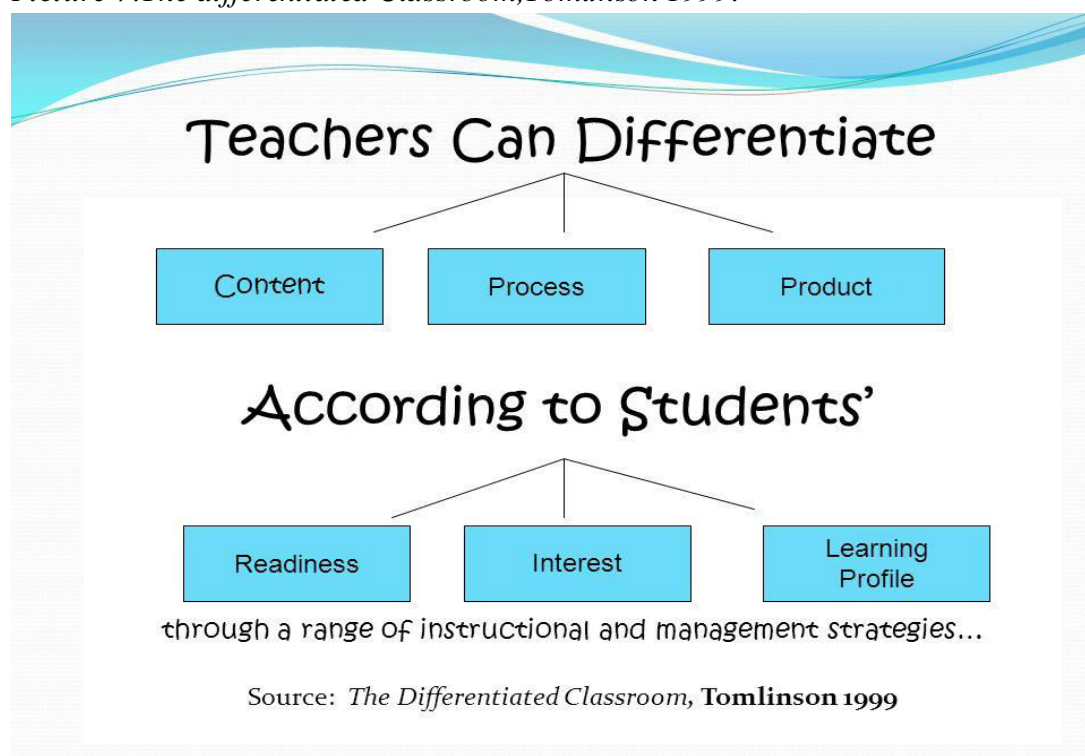 Teachers Can Differentiate
Content Process Product
According to Students’
Readiness Interest Learning Profile
through a range of instructional and management strategies...
Source: The Differentiated Classroom, Tomlinson 1999